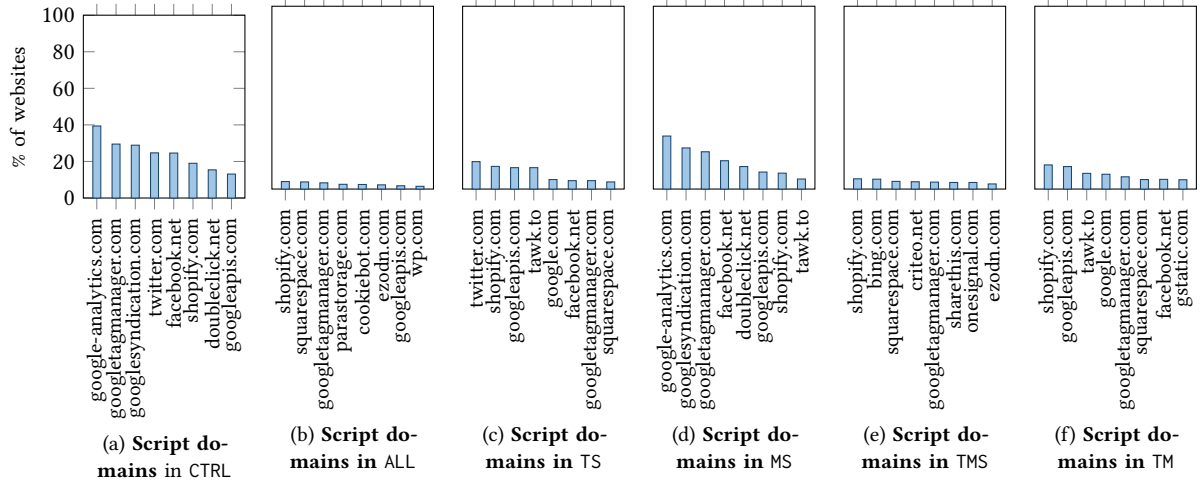 % of websites
100
80
60
40
20
0
google-analytics.com
googletagmanager.com
googlesyndication.com
twitter.com
facebook.net
shopify.com
doubleclick.net
googleapis.com
(a) Script do-
mains in CTRL
shopify.com
squarespace.com
googletagmanager.com
parastorage.com
cookiebot.com
ezodn.com
googleapis.com
wp.com
(b) Script do-
mains in ALL
twitter.com
shopify.com
googleapis.com
tawk.to
google.com
facebook.net
googletagmanager.com
squarespace.com
(c) Script do-
mains in TS
google-analytics.com
googlesyndication.com
googletagmanager.com
facebook.net
doubleclick.net
googleapis.com
shopify.com
tawk.to
(d) Script do-
mains in MS
shopify.com
bing.com
squarespace.com
criteo.net
googletagmanager.com
sharethis.com
onesignal.com
ezodn.com
(e) Script do-
mains in TMS
shopify.com
googleapis.com
tawk.to
google.com
googletagmanager.com
squarespace.com
facebook.net
gstatic.com
(f) Script do-
mains in TM